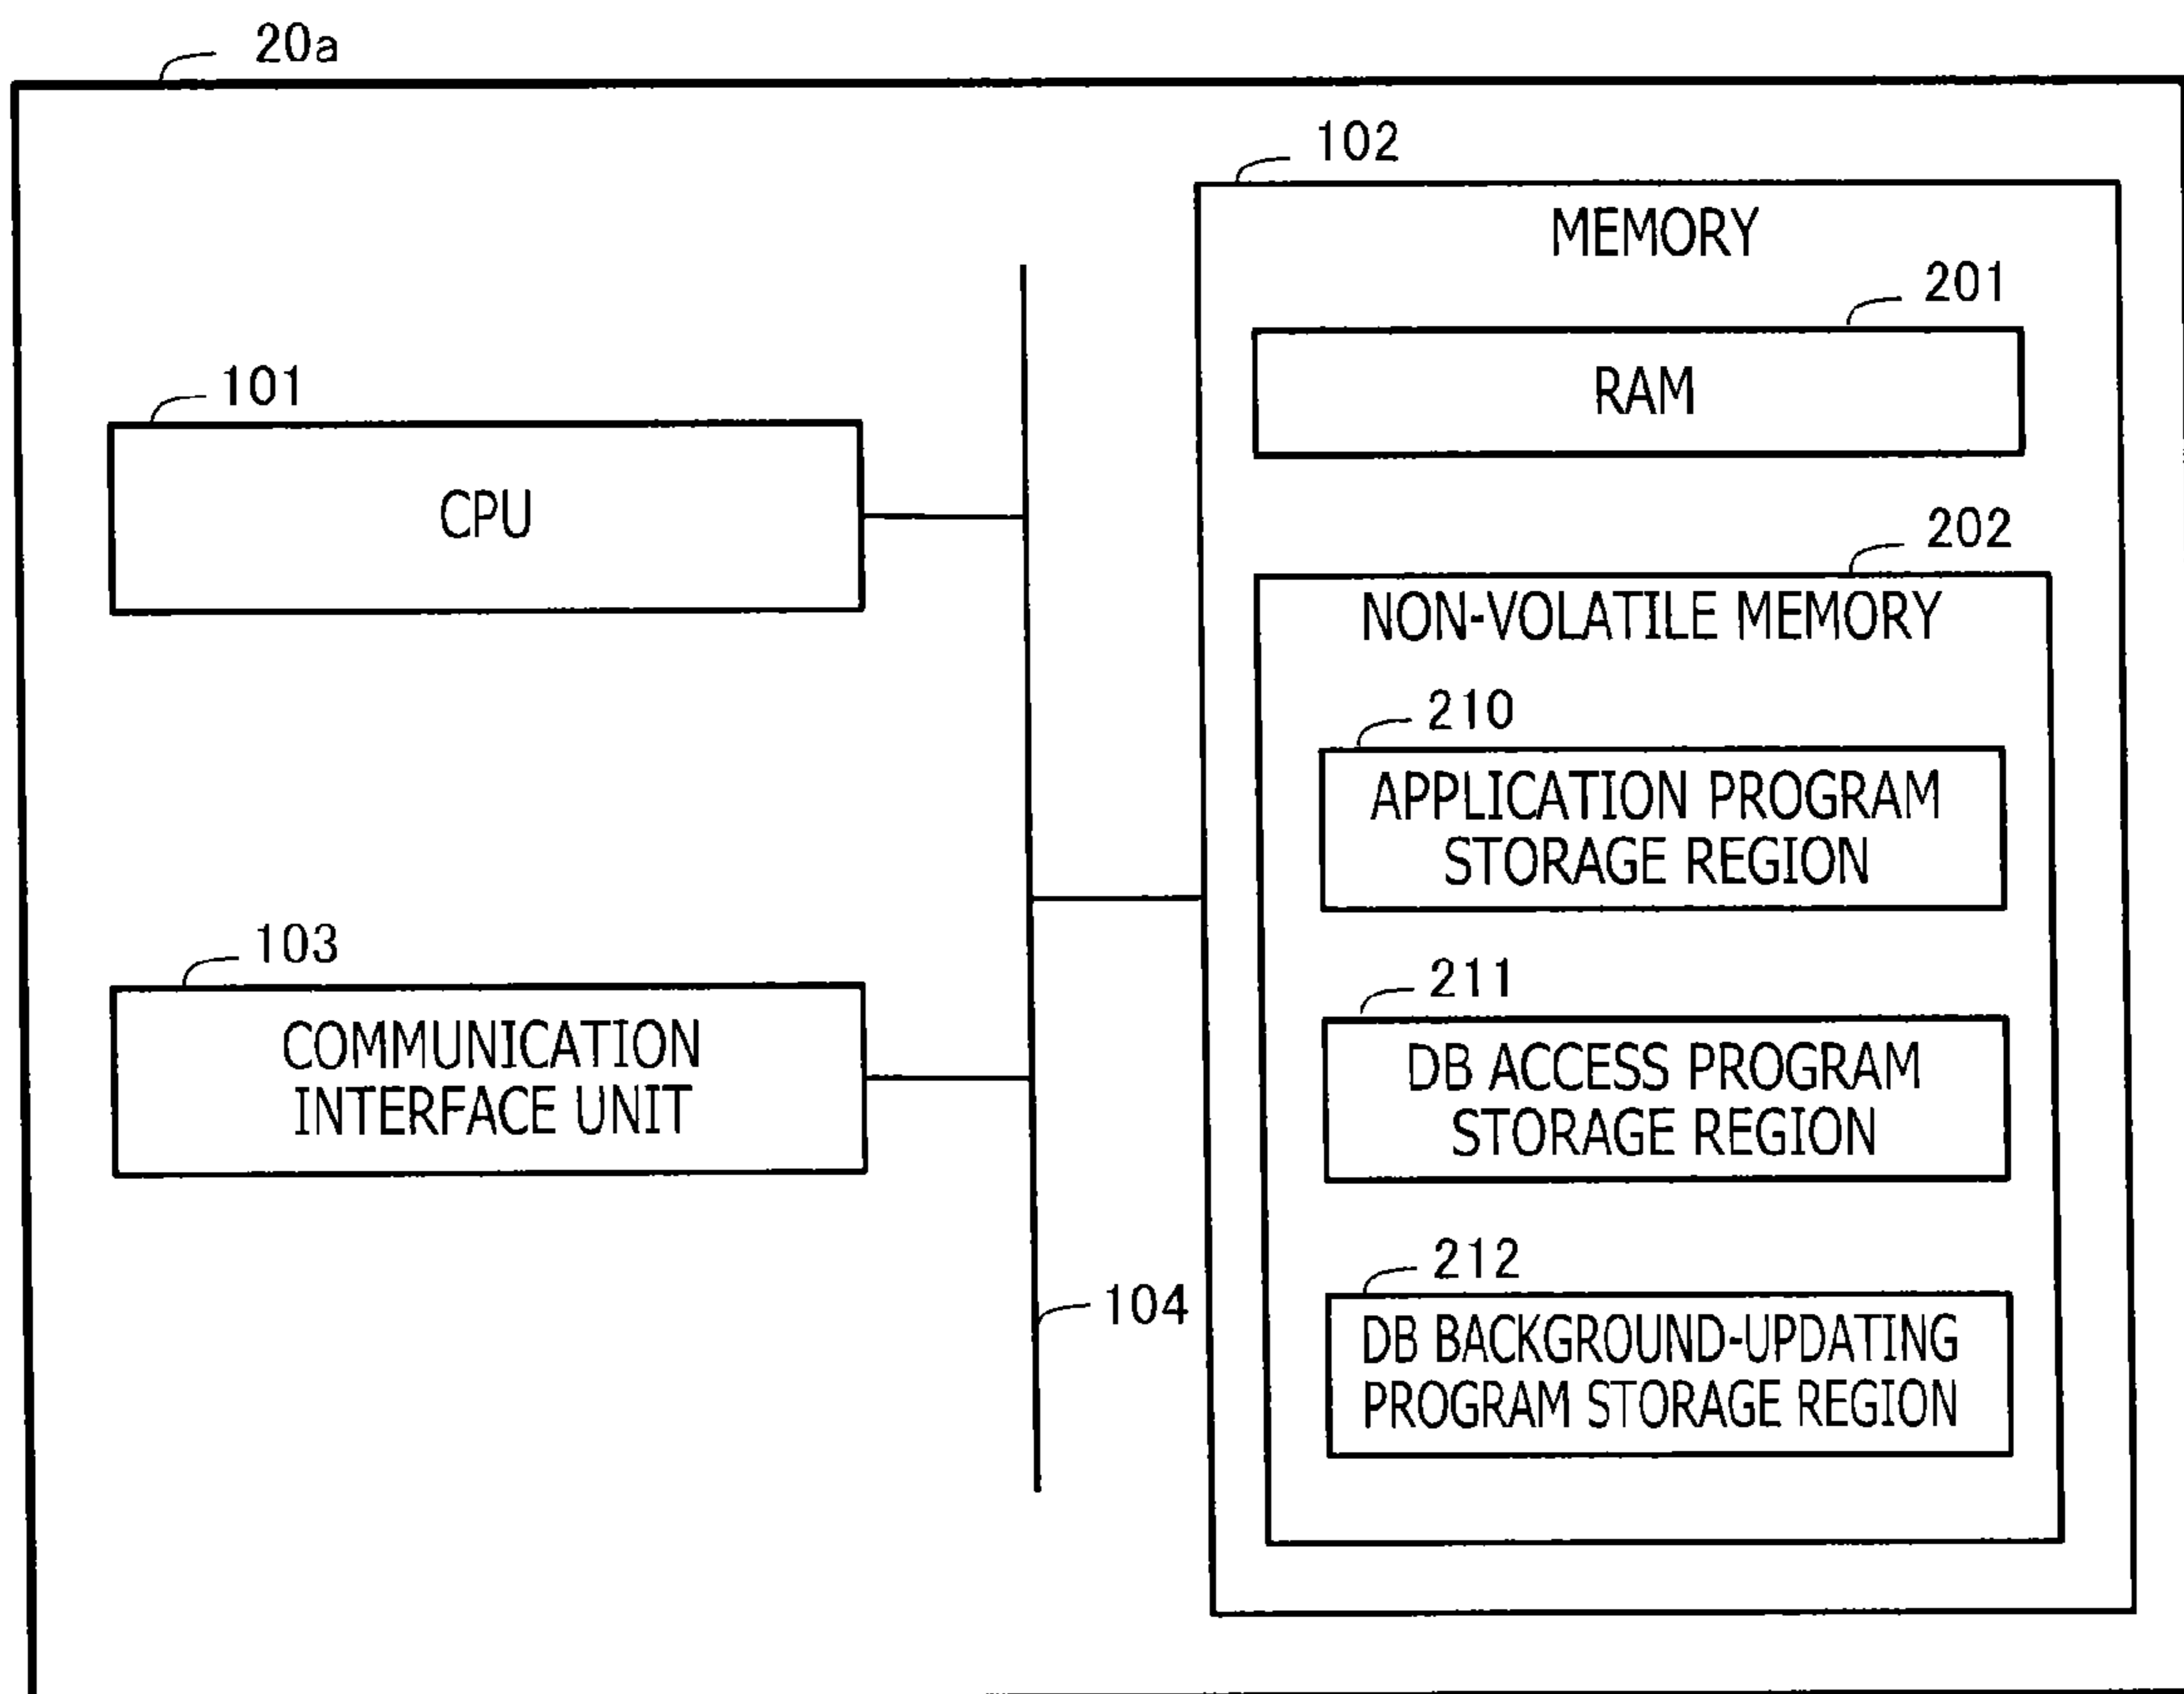 20a
102
MEMORY
201
RAM
101
CPU
202
NON-VOLATILE MEMORY
210
APPLICATION PROGRAM
STORAGE REGION
103
COMMUNICATION
INTERFACE UNIT
211
DB ACCESS PROGRAM
STORAGE REGION
212
DB BACKGROUND-UPDATING
PROGRAM STORAGE REGION
104